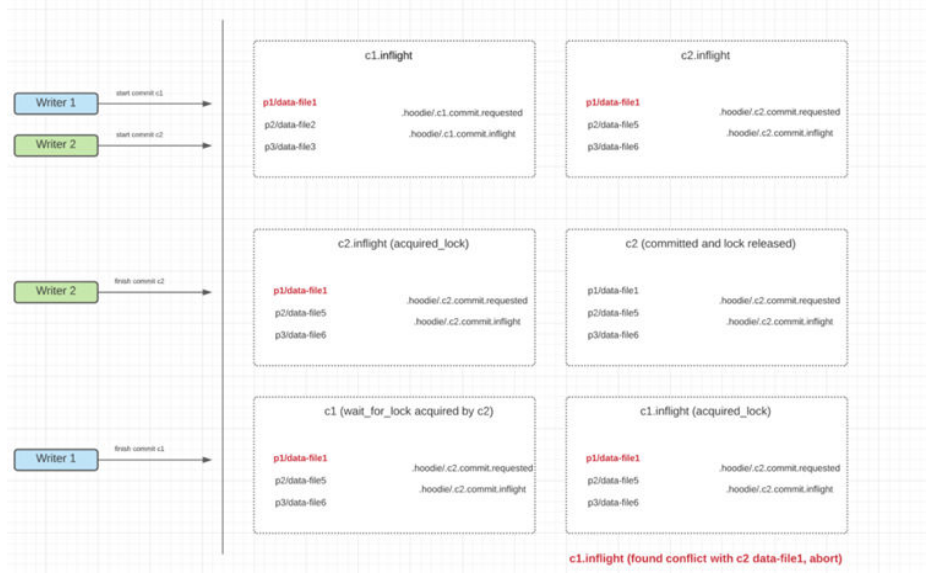 c1.inflight
c2.inflight
Writer 1
start commit c1
p1/data-file1
p2/data-file2
p3/data-file3
.hoodie/.c1.commit.requested
.hoodie/.c1.commit.inflight
p1/data-file1
p2/data-file5
p3/data-file6
.hoodie/.c2.commit.requested
.hoodie/.c2.commit.inflight
Writer 2
start commit c2
c2.inflight (acquired_lock)
c2 (committed and lock released)
Writer 2
finish commit c2
p1/data-file1
p2/data-file5
p3/data-file6
.hoodie/.c2.commit.requested
.hoodie/.c2.commit.inflight
p1/data-file1
p2/data-file5
p3/data-file6
.hoodie/.c2.commit.requested
.hoodie/.c2.commit.inflight
c1 (wait_for_lock acquired by c2)
c1.inflight (acquired_lock)
Writer 1
finish commit c1
p1/data-file1
p2/data-file5
p3/data-file6
.hoodie/.c2.commit.requested
.hoodie/.c2.commit.inflight
p1/data-file1
p2/data-file5
p3/data-file6
.hoodie/.c2.commit.requested
.hoodie/.c2.commit.inflight
c1.inflight (found conflict with c2 data-file1, abort)